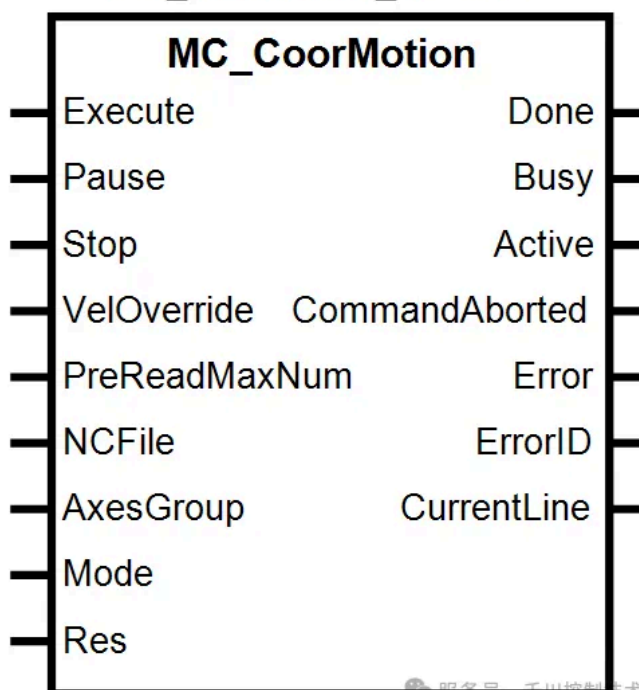 MC_CoorMotion
Execute Done
Pause Busy
Stop Active
VelOverride CommandAborted
PreReadMaxNum Error
NCFile ErrorID
AxesGroup CurrentLine
Mode
Res